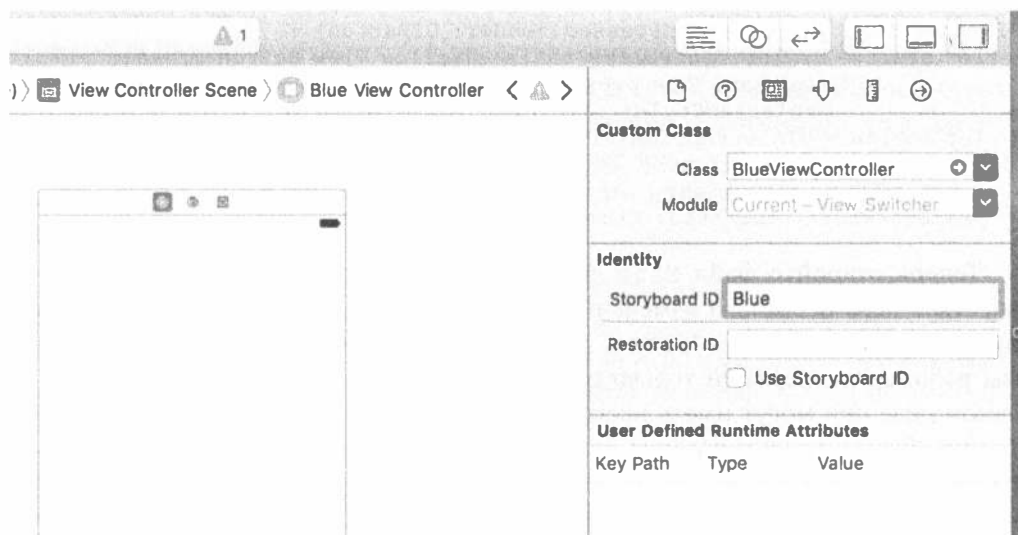 1
View Controller Scene 〉 Blue View Controller < >
Custom Class
Class BlueViewController
Module Current – View Switcher
Identity
Storyboard ID Blue
Restoration ID
Use Storyboard ID
User Defined Runtime Attributes
Key Path Type Value